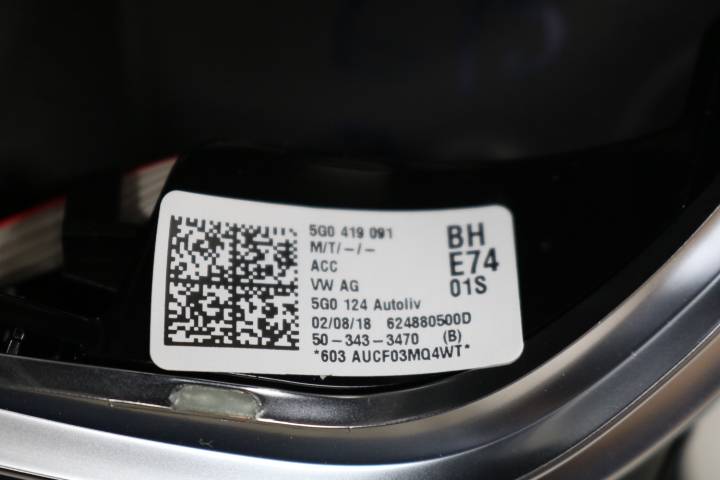 5G0 419 091
M/T/-/-
ACC
VW AG
5G0 124 Autoliv
02/08/18 624880500D
50-343-3470 (B)
*603 AUCF03MQ4WT*
BH
E74
01S